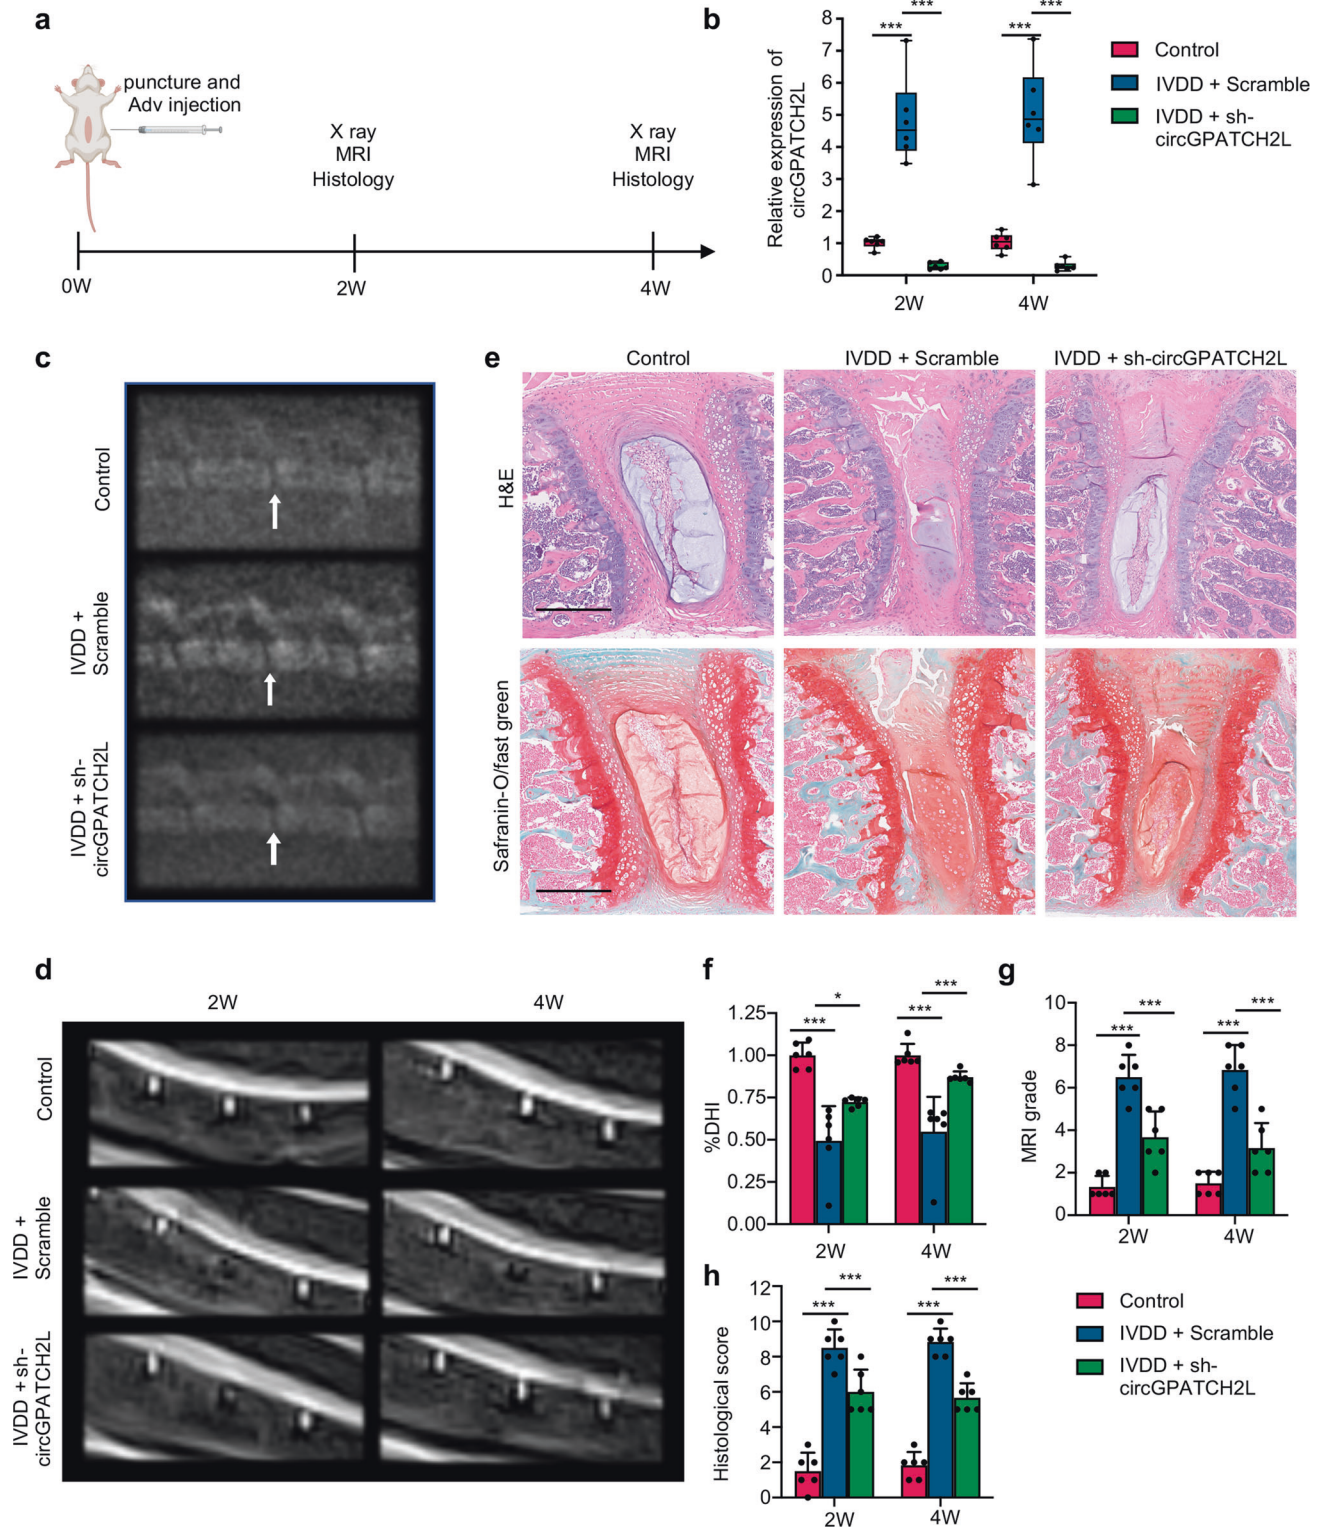 a
puncture and
Adv injection
X ray
MRI
Histology
X ray
MRI
Histology
0W
2W
4W
b
Relative expression of
circGPATCH2L
8
7
6
5
4
3
2
1
0
***
***
***
***
2W
4W
Control
IVDD + Scramble
IVDD + sh-
circGPATCH2L
c
Control
IVDD +
Scramble
IVDD + sh-
circGPATCH2L
e
Control
IVDD + Scramble
IVDD + sh-circGPATCH2L
H&E
Safranin-O/fast green
d
2W
4W
Control
IVDD +
Scramble
IVDD + sh-
circGPATCH2L
f
%DHI
1.25
1.00
0.75
0.50
0.25
0.00
***
*
***
***
2W
4W
g
MRI grade
10
8
6
4
2
0
***
***
***
***
2W
4W
h
Histological score
12
10
8
6
4
2
0
***
***
***
***
2W
4W
Control
IVDD + Scramble
IVDD + sh-
circGPATCH2L